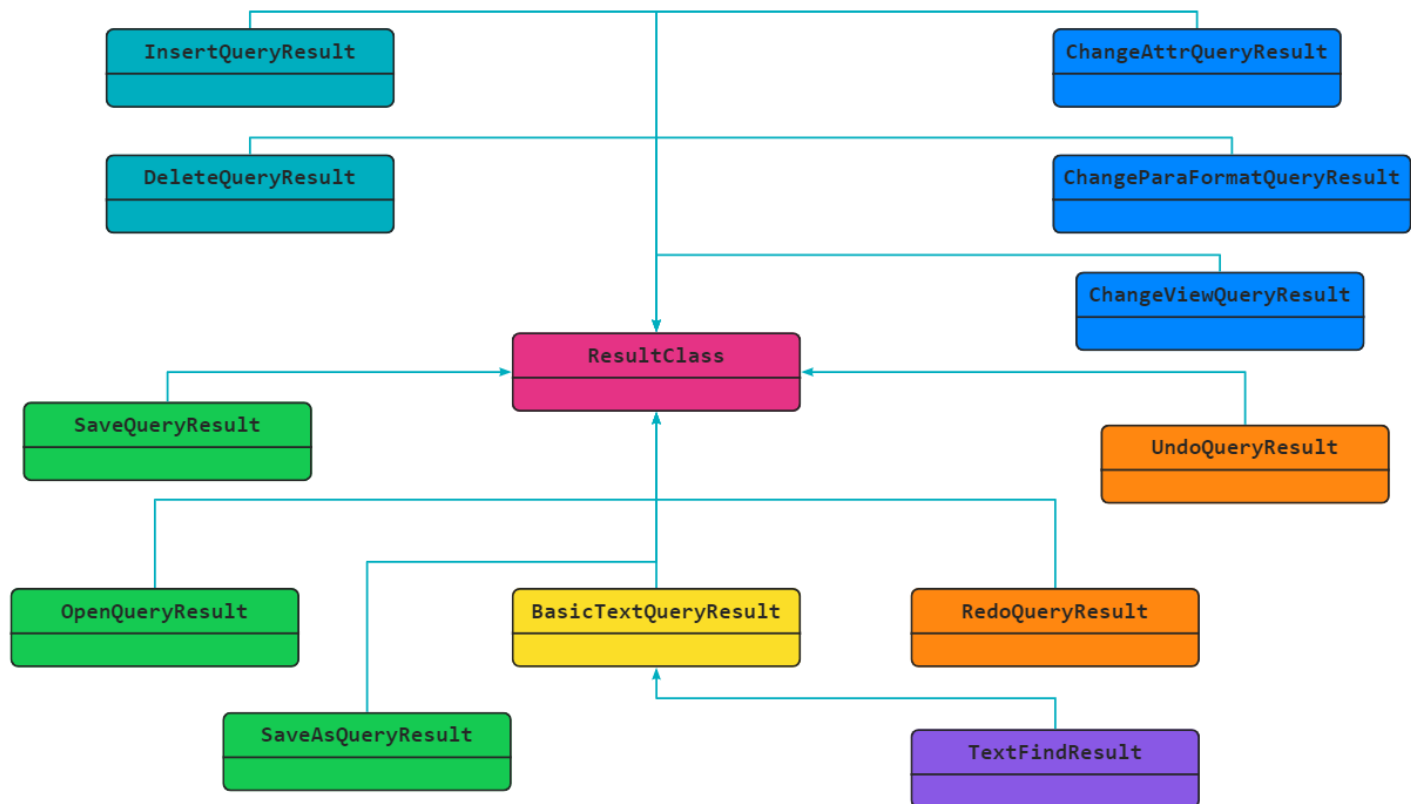 InsertQueryResult
ChangeAttrQueryResult
DeleteQueryResult
ChangeParaFormatQueryResult
ChangeViewQueryResult
ResultClass
SaveQueryResult
UndoQueryResult
OpenQueryResult
BasicTextQueryResult
RedoQueryResult
SaveAsQueryResult
TextFindResult